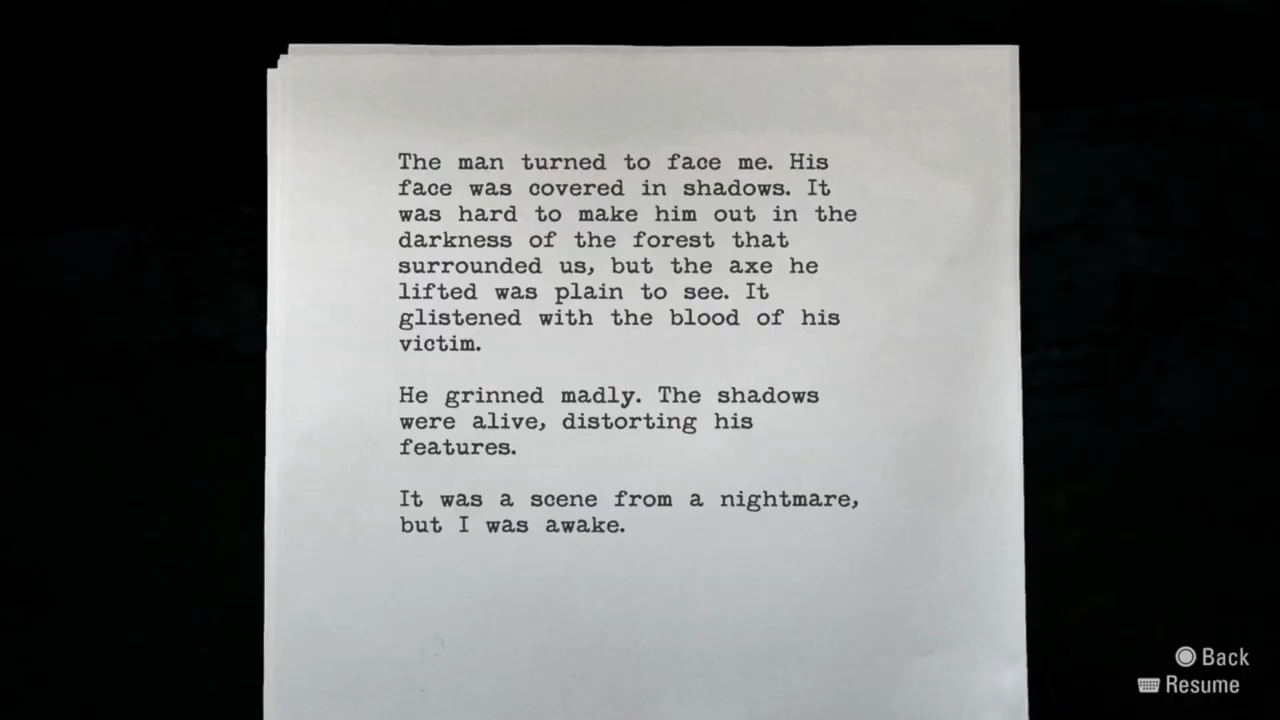 The man turned to face me. His
face was covered in shadows. It
was hard to make him out in the
darkness of the forest that
surrounded us, but the axe he
lifted was plain to see. It
glistened with the blood of his
victim.
He grinned madly. The shadows
were alive, distorting his
features.
It was a scene from a nightmare,
but I was awake.
Back
Resume